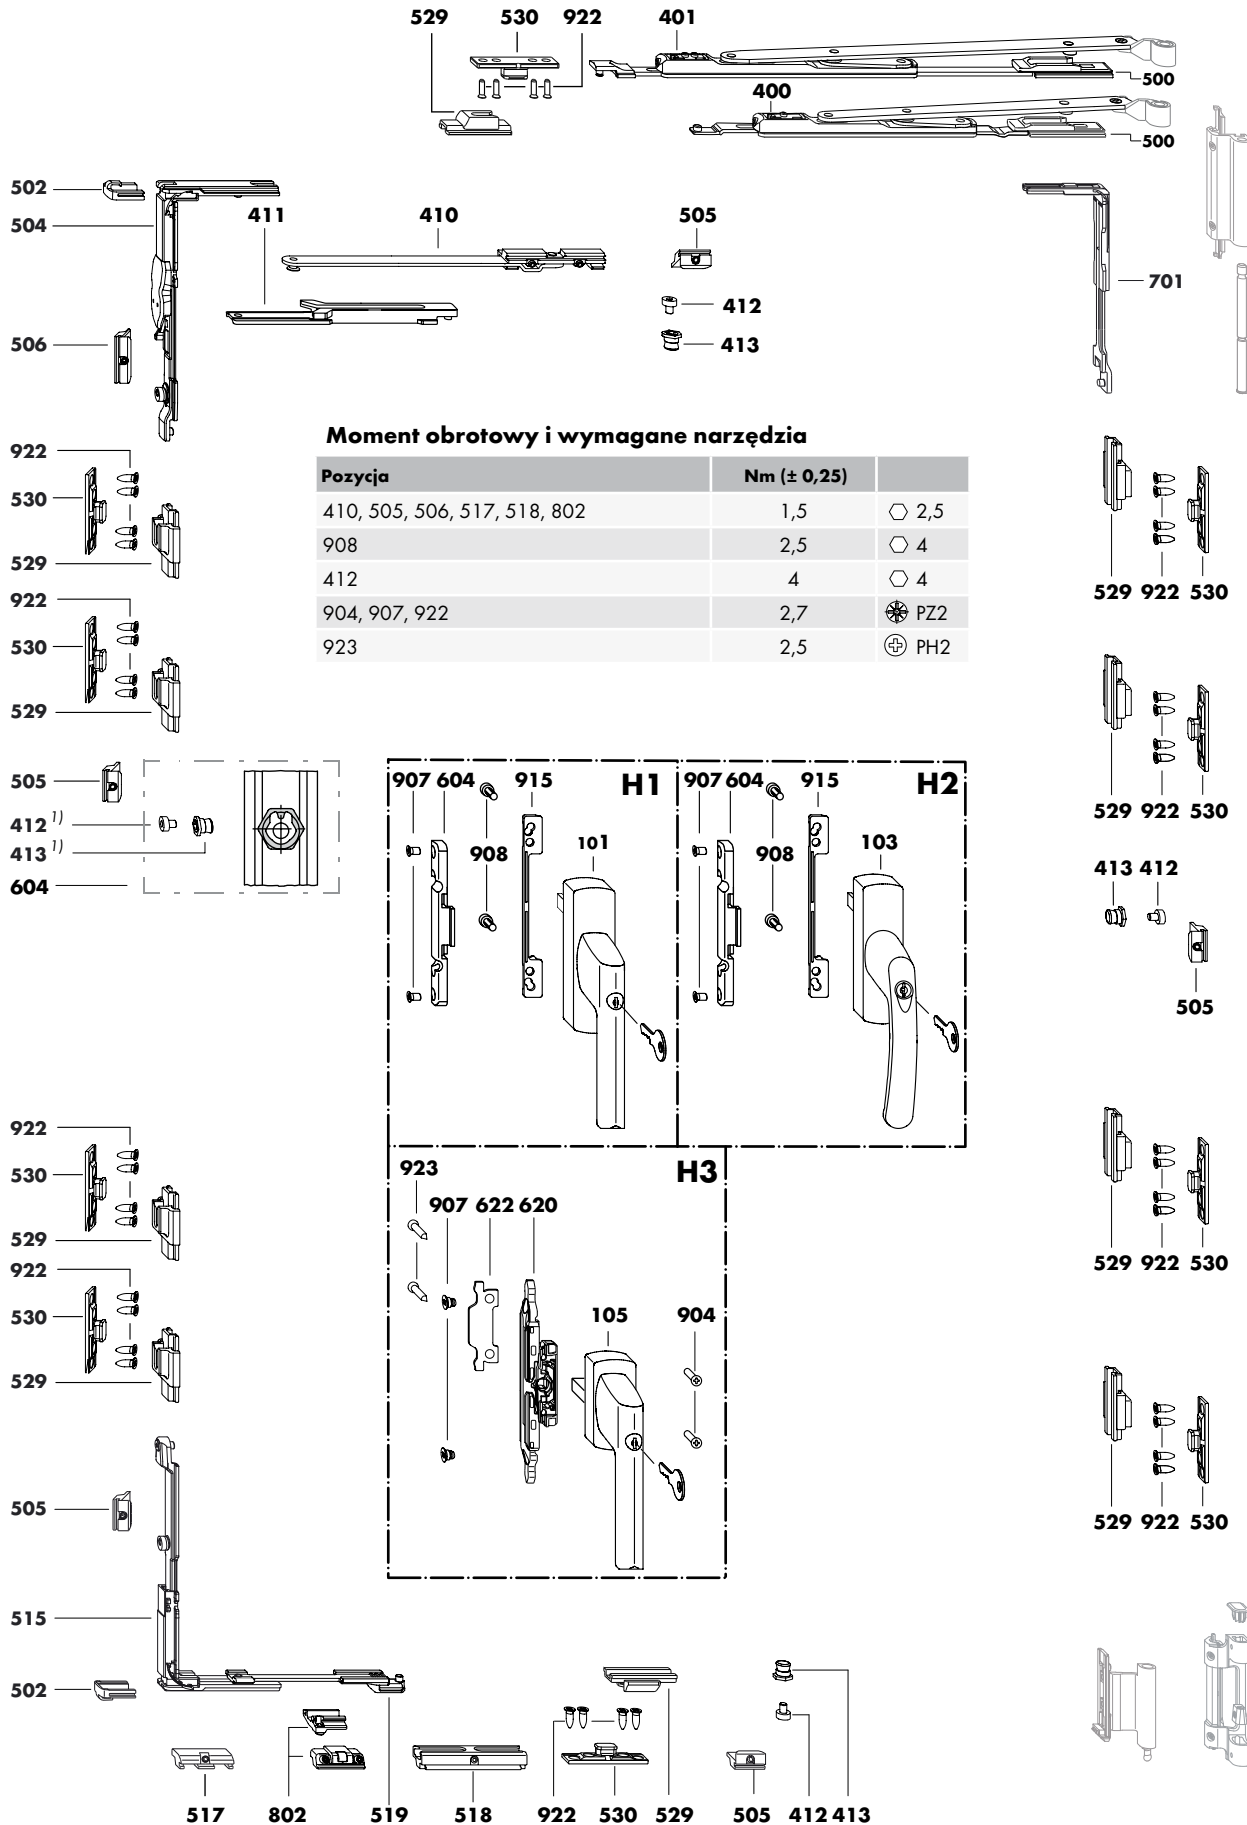 529 530 922 401
500
400
500
502
504
411 410 505
701
412
506
413
Moment obrotowy i wymagane narzędzia
Pozycja Nm (± 0,25)
410, 505, 506, 517, 518, 802 1,5 2,5
908 2,5 4
412 4 4
904, 907, 922 2,7 PZ2
923 2,5 PH2
922
530
529
529 922 530
922
530
529
529 922 530
505
412 1)
413 1)
604
907 604 915 H1
908 101
907 604 915 H2
908 103
413 412
505
922
530
529
529 922 530
923 H3
907 622 620
105 904
922
530
529
529 922 530
505
515
502
517 802 519 518 922 530 529 505 412 413